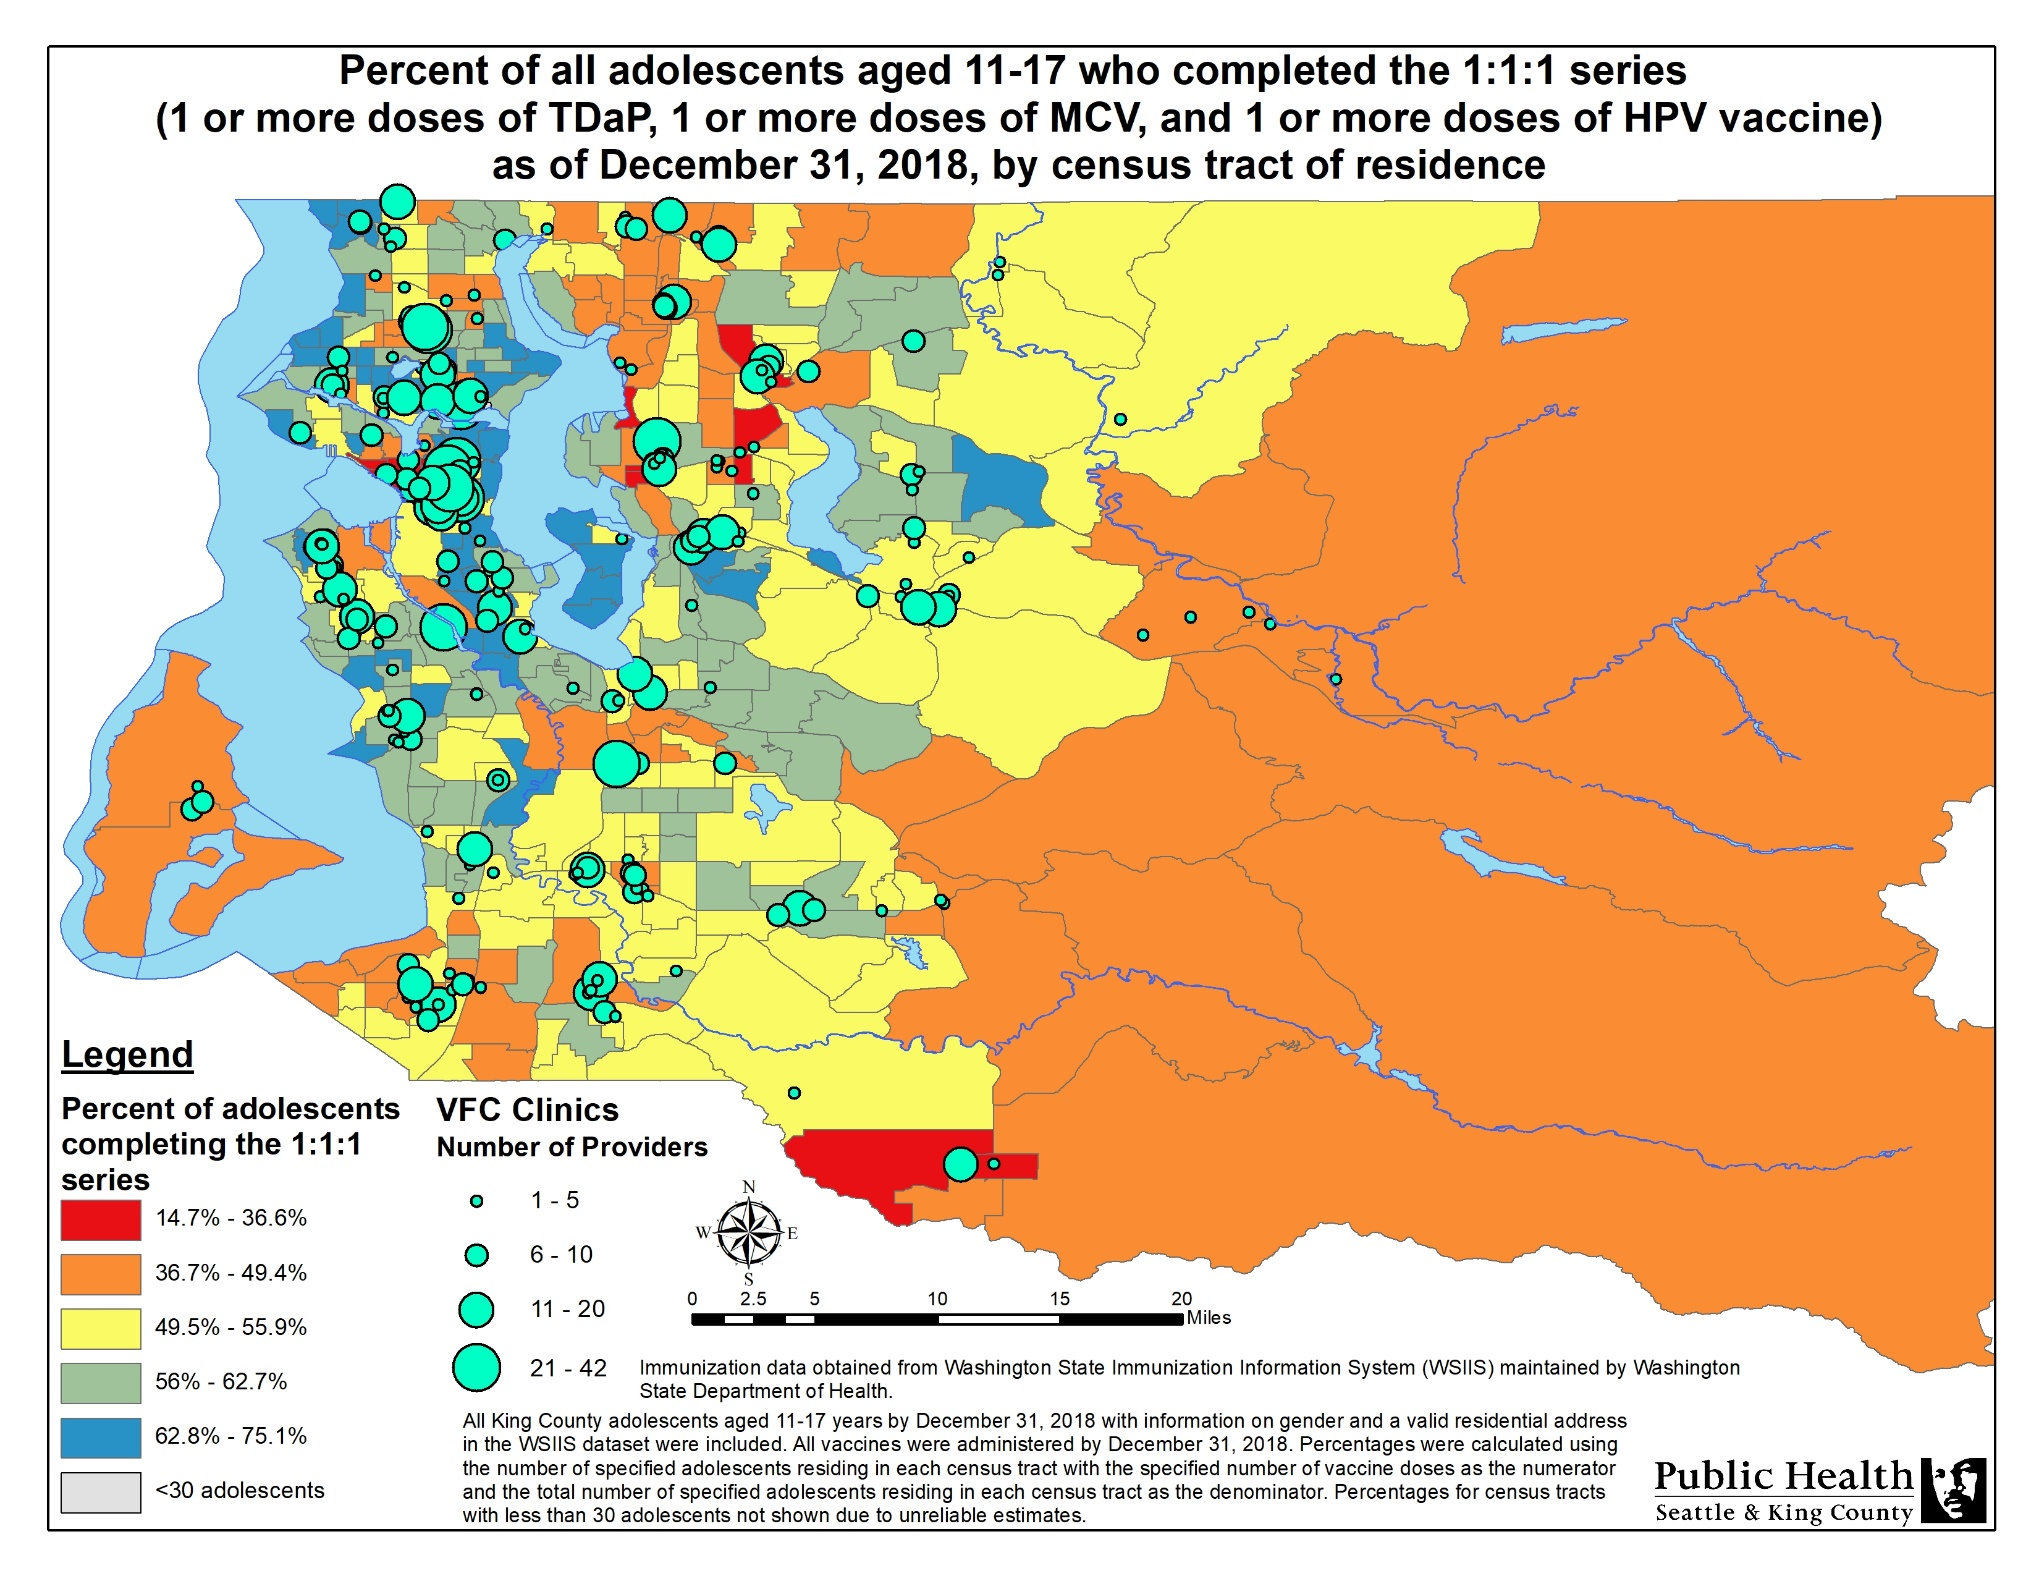 Percent of all adolescents aged 11-17 who completed the 1:1:1 series
(1 or more doses of TDaP, 1 or more doses of MCV, and 1 or more doses of HPV vaccine)
as of December 31, 2018, by census tract of residence
Legend
Percent of adolescents
completing the 1:1:1
series
14.7% - 36.6%
36.7% - 49.4%
49.5% - 55.9%
56% - 62.7%
62.8% - 75.1%
<30 adolescents
VFC Clinics
Number of Providers
1 - 5
6 - 10
11 - 20
21 - 42
N
W
E
S
0 2.5 5 10 15 20
Miles
Immunization data obtained from Washington State Immunization Information System (WSIIS) maintained by Washington
State Department of Health.
All King County adolescents aged 11-17 years by December 31, 2018 with information on gender and a valid residential address
in the WSIIS dataset were included. All vaccines were administered by December 31, 2018. Percentages were calculated using
the number of specified adolescents residing in each census tract with the specified number of vaccine doses as the numerator
and the total number of specified adolescents residing in each census tract as the denominator. Percentages for census tracts
with less than 30 adolescents not shown due to unreliable estimates.
Public Health
Seattle & King County